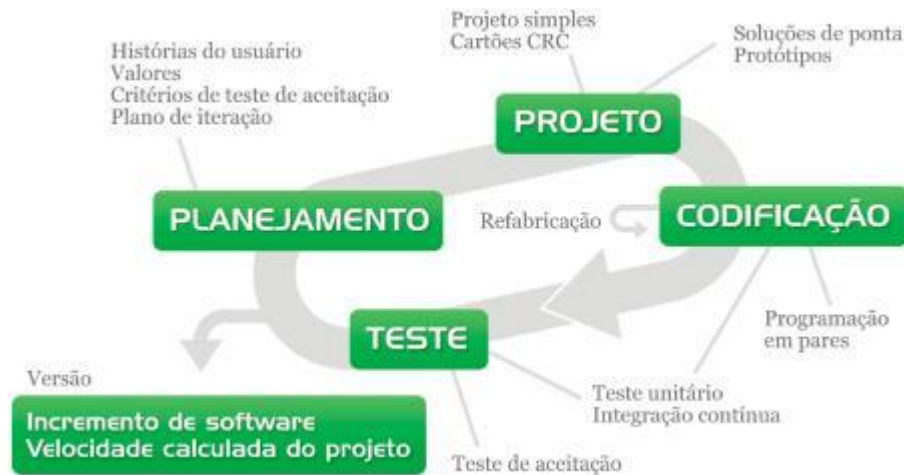 Projeto simples
Cartões CRC
Soluções de ponta
Protótipos
Histórias do usuário
Valores
Critérios de teste de aceitação
Plano de iteração
PROJETO
PLANEJAMENTO
Refabricação
CODIFICAÇÃO
TESTE
Programação
em pares
Versão
Incremento de software
Velocidade calculada do projeto
Teste unitário
Integração contínua
Teste de aceitação